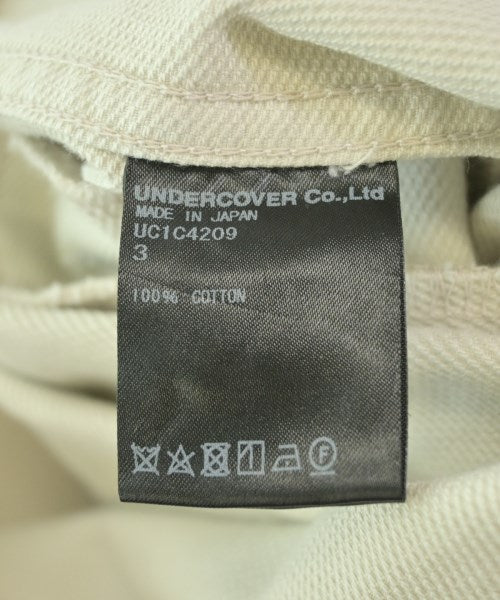 UNDERCOVER Co.,Ltd
MADE IN JAPAN
UC1C4209
3
100% COTTON
F